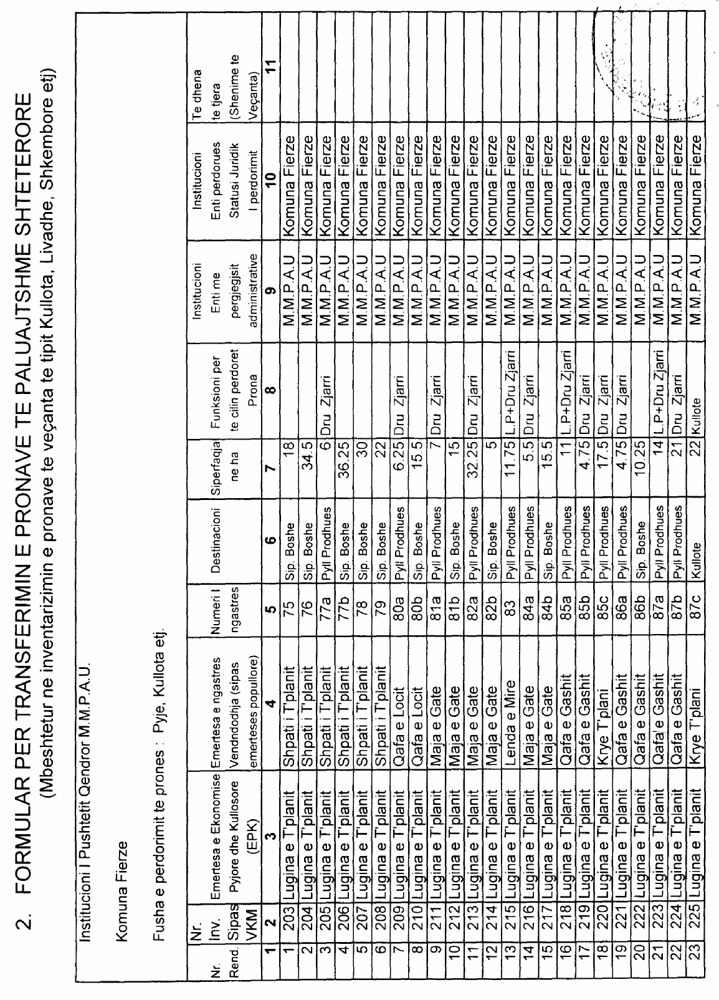 2. FORMULAR PER TRANSFERIMIN E PRONAVE TE PALUAJTSHME SHTETERORE
(Mbeshtetur ne inventarizimin e pronave te veçanta te tipit Kullota, Livadhe, Shkembore etj)
Institucioni I Pushtetit Qendror M.M.P.A.U.
Komuna Fierze
Fusha e perdorimit te prones : Pyje, Kullota etj.
Nr. Rend. | Nr. Inv. Sipas VKM | Emertesa e Ekonomise Pyjore dhe Kullosore (EPK) | Emertesa e ngastres Vendndodhja (sipas emerteses popullore) | Numeri I ngastres | Destinacioni | Siperfaqja ne ha | Funksioni per te cilin perdoret Prona | Institucioni Enti me pergjegjsit administrative | Institucioni Enti perdorues Statusi Juridik I perdorimit | Te dhena te tjera (Shenime te Veçanta)
1 2 3 4 5 6 7 8 9 10 11
1 203 Lugina e T'planit Shpati i T'planit 75 Sip. Boshe 18 M.M.P.A.U Komuna Fierze
2 204 Lugina e T'planit Shpati i T'planit 76 Sip. Boshe 34.5 M.M.P.A.U Komuna Fierze
3 205 Lugina e T'planit Shpati i T'planit 77a Pyll Prodhues 6 Dru Zjarri M.M.P.A.U Komuna Fierze
4 206 Lugina e T'planit Shpati i T'planit 77b Sip. Boshe 36.25 M.M.P.A.U Komuna Fierze
5 207 Lugina e T'planit Shpati i T'planit 78 Sip. Boshe 30 M.M.P.A.U Komuna Fierze
6 208 Lugina e T'planit Shpati i T'planit 79 Sip. Boshe 22 M.M.P.A.U Komuna Fierze
7 209 Lugina e T'planit Qafa e Locit 80a Pyll Prodhues 6.25 Dru Zjarri M.M.P.A.U Komuna Fierze
8 210 Lugina e T'planit Qafa e Locit 80b Sip. Boshe 15.5 M.M.P.A.U Komuna Fierze
9 211 Lugina e T'planit Maja e Gate 81a Pyll Prodhues 7 Dru Zjarri M.M.P.A.U Komuna Fierze
10 212 Lugina e T'planit Maja e Gate 81b Sip. Boshe 15 M.M.P.A.U Komuna Fierze
11 213 Lugina e T'planit Maja e Gate 82a Pyll Prodhues 32.25 Dru Zjarri M.M.P.A.U Komuna Fierze
12 214 Lugina e T'planit Maja e Gate 82b Sip. Boshe 5 M.M.P.A.U Komuna Fierze
13 215 Lugina e T'planit Lenda e Mire 83 Pyll Prodhues 11.75 L.P+Dru Zjarri M.M.P.A.U Komuna Fierze
14 216 Lugina e T'planit Maja e Gate 84a Pyll Prodhues 5.5 Dru Zjarri M.M.P.A.U Komuna Fierze
15 217 Lugina e T'planit Maja e Gate 84b Sip. Boshe 15.5 M.M.P.A.U Komuna Fierze
16 218 Lugina e T'planit Qafa e Gashit 85a Pyll Prodhues 11 L.P+Dru Zjarri M.M.P.A.U Komuna Fierze
17 219 Lugina e T'planit Qafa e Gashit 85b Pyll Prodhues 4.75 Dru Zjarri M.M.P.A.U Komuna Fierze
18 220 Lugina e T'planit Krye T'plani 85c Pyll Prodhues 17.5 Dru Zjarri M.M.P.A.U Komuna Fierze
19 221 Lugina e T'planit Qafa e Gashit 86a Pyll Prodhues 4.75 Dru Zjarri M.M.P.A.U Komuna Fierze
20 222 Lugina e T'planit Qafa e Gashit 86b Sip. Boshe 10.25 M.M.P.A.U Komuna Fierze
21 223 Lugina e T'planit Qafa e Gashit 87a Pyll Prodhues 14 L.P+Dru Zjarri M.M.P.A.U Komuna Fierze
22 224 Lugina e T'planit Qafa e Gashit 87b Pyll Prodhues 21 Dru Zjarri M.M.P.A.U Komuna Fierze
23 225 Lugina e T'planit Krye T'plani 87c Kullote 22 Kullote M.M.P.A.U Komuna Fierze